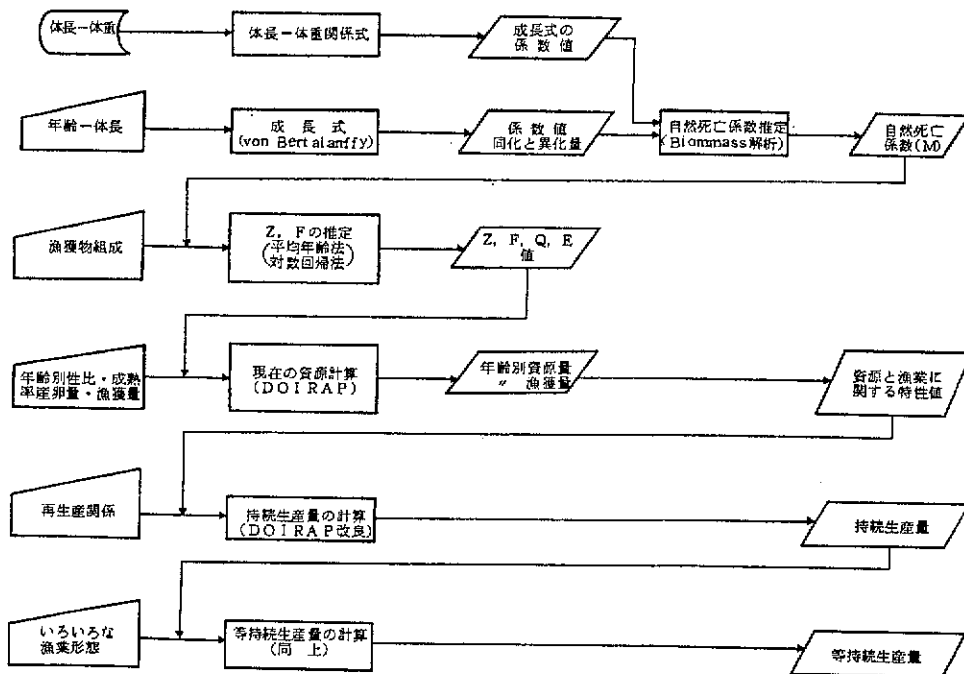 体長一体重
体長一体重関係式
成長式の
係数値
年齢一体長
成長式
(von Bertalanffy)
係数値
同化と異化量
自然死亡係数推定
(Biommass解析)
自然死亡
係数(M)
漁獲物組成
Z, Fの推定
(平均年齢法)
(対数回帰法)
Z, F, Q, E
値
年齢別性比・成熟
率産卵量・漁獲量
現在の資源計算
(DOIRAP)
年齢別資源量
〃 漁獲量
資源と漁業に
関する特性値
再生産関係
持続生産量の計算
(DOIRAP改良)
持続生産量
いろいろな
漁業形態
等持続生産量の計算
(同上)
等持続生産量